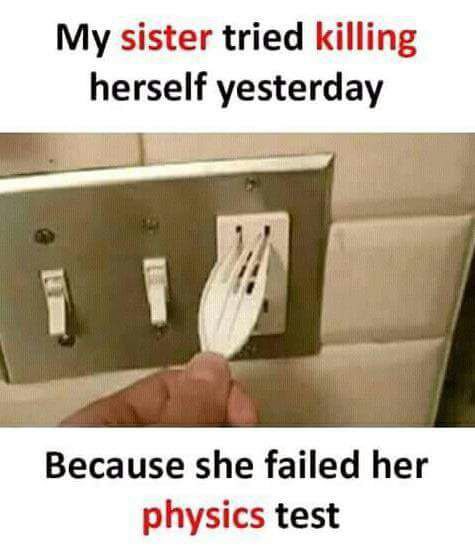 My sister tried killing
herself yesterday
Because she failed her
physics test